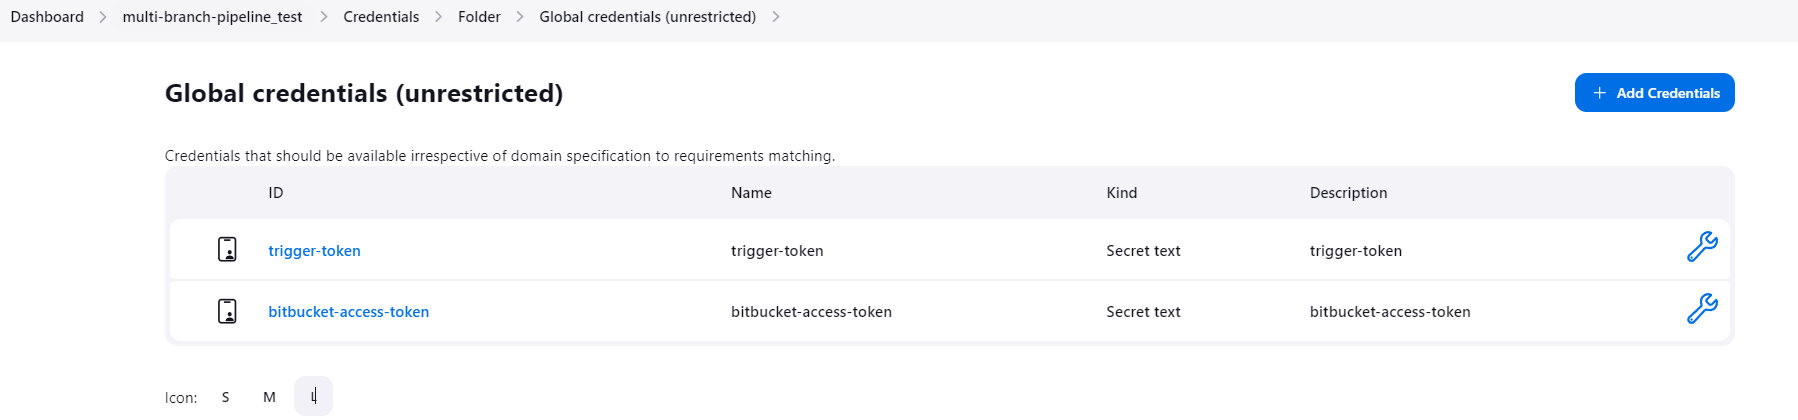 Dashboard > multi-branch-pipeline_test > Credentials > Folder > Global credentials (unrestricted) >
Global credentials (unrestricted)
+ Add Credentials
Credentials that should be available irrespective of domain specification to requirements matching.
ID Name Kind Description
trigger-token trigger-token Secret text trigger-token
bitbucket-access-token bitbucket-access-token Secret text bitbucket-access-token
Icon: S M L